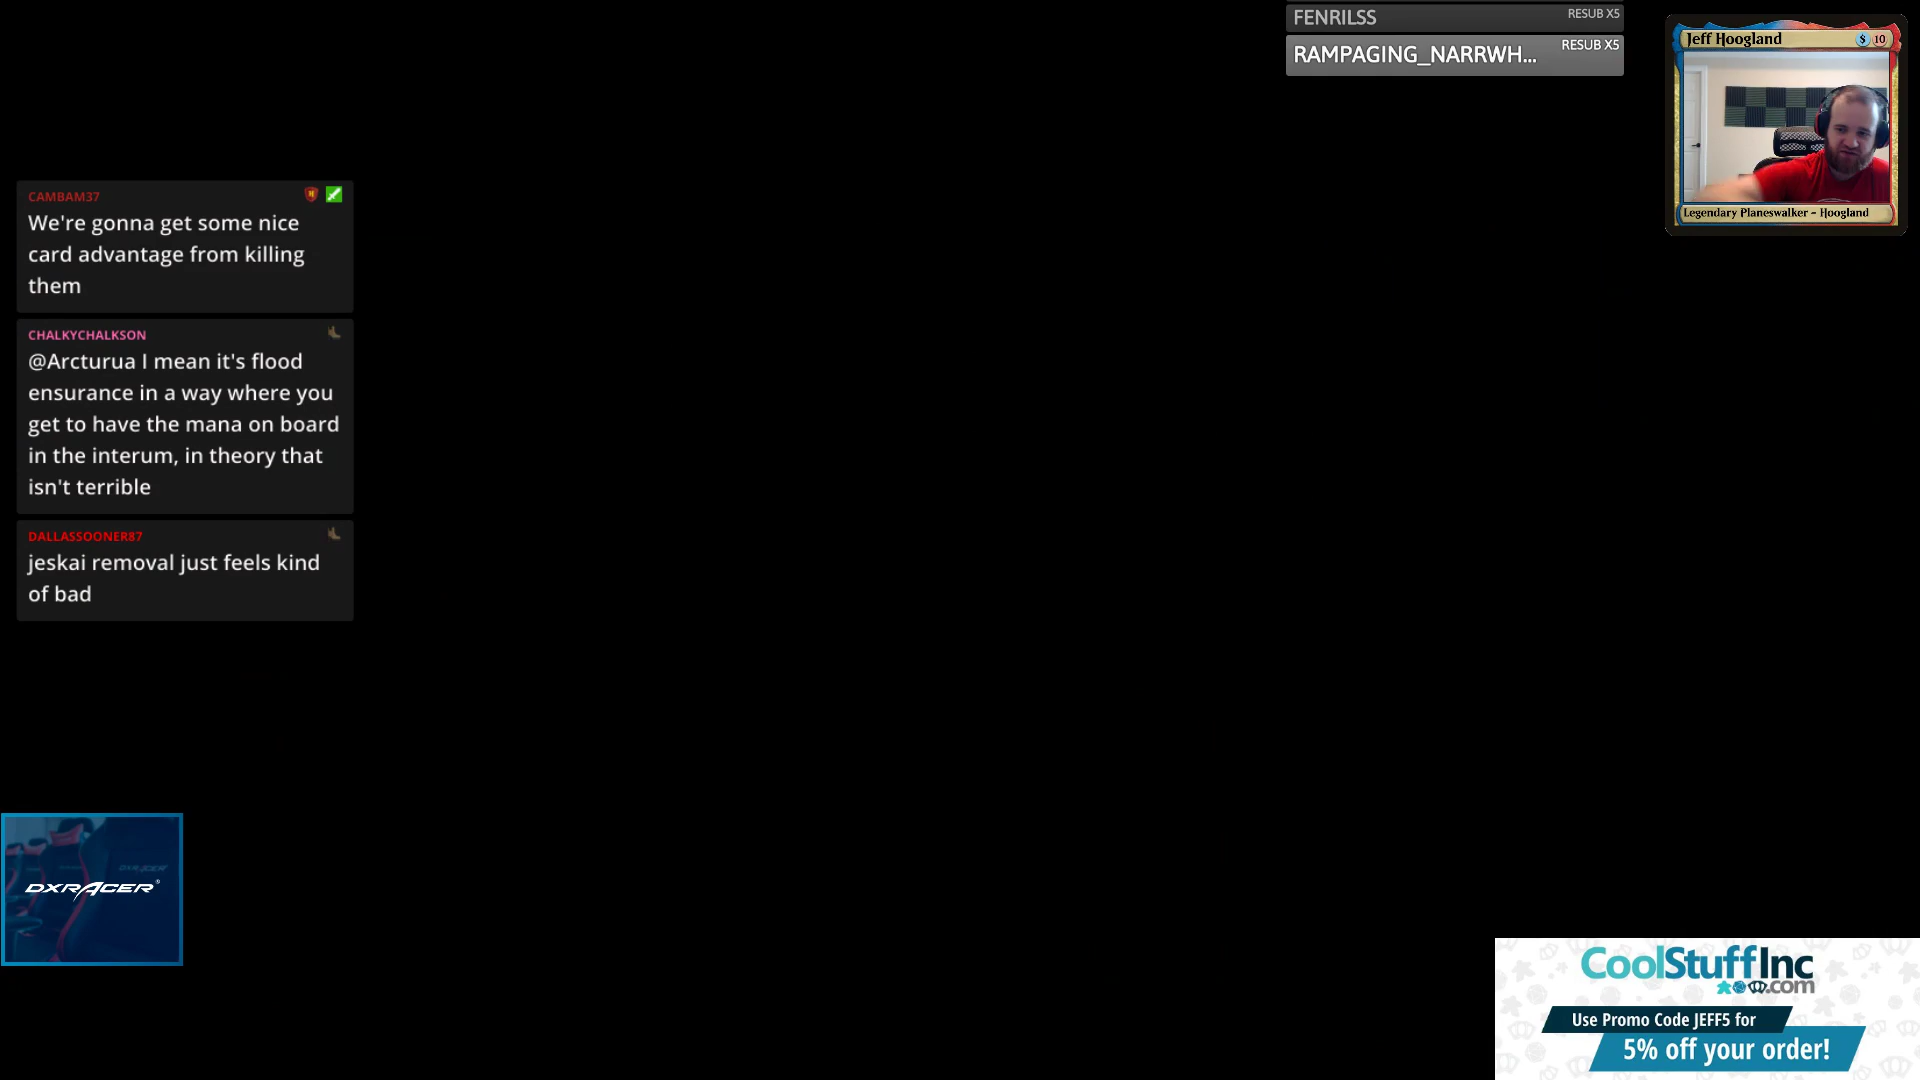 FENRILSS RESUB X5
RAMPAGING_NARRWH... RESUB X5
Jeff Hoogland $ 10
Legendary Planeswalker - Hoogland
CAMBAM37
We're gonna get some nice
card advantage from killing
them
CHALKYCHALKSON
@Arcturua I mean it's flood
ensurance in a way where you
get to have the mana on board
in the interum, in theory that
isn't terrible
DALLASSOONER87
jeskai removal just feels kind
of bad
DXRACER®
CoolStuffInc
.com
Use Promo Code JEFF5 for
5% off your order!